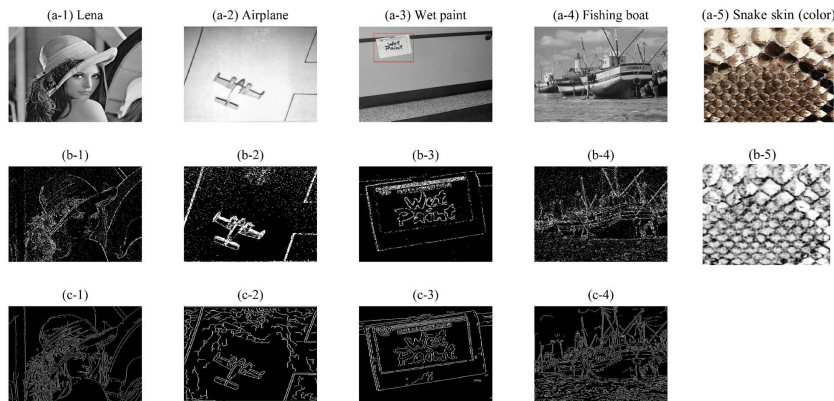 (a-1) Lena
(a-2) Airplane
(a-3) Wet paint
(a-4) Fishing boat
(a-5) Snake skin (color)
Wet
Paint
(b-1)
(b-2)
(b-3)
(b-4)
(b-5)
Wet
Paint
(c-1)
(c-2)
(c-3)
(c-4)
Wet
Paint